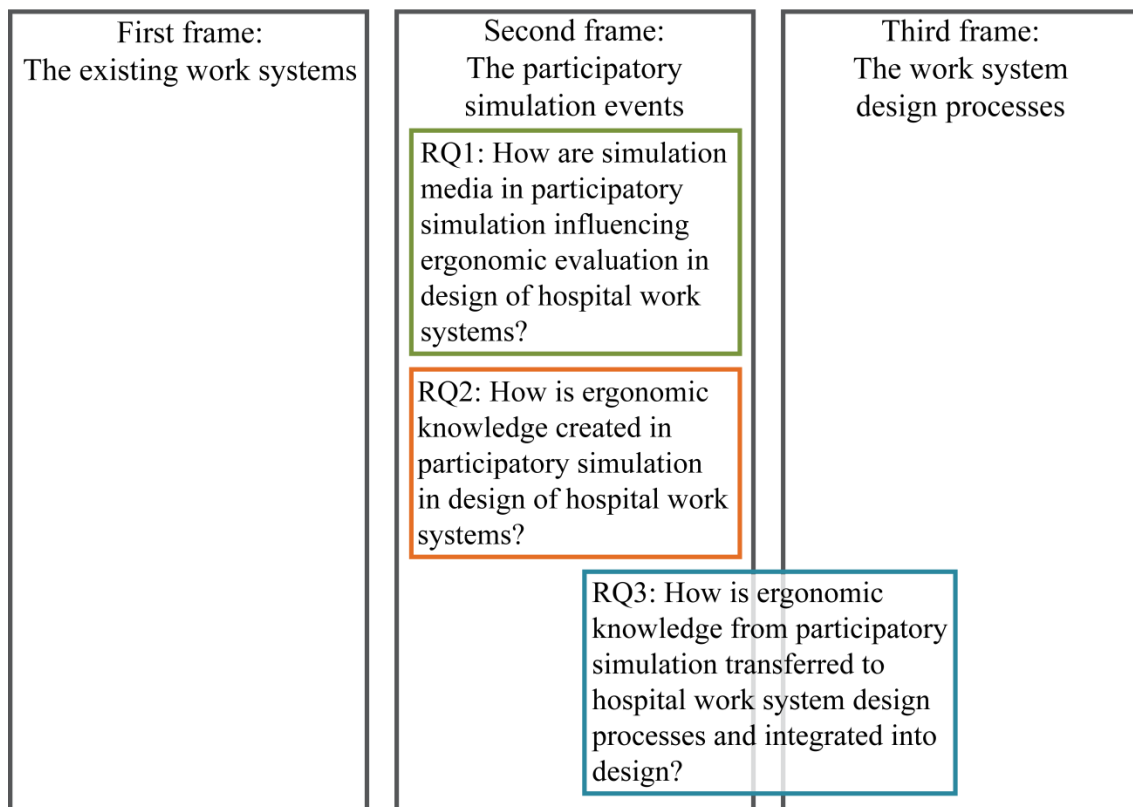 First frame:
The existing work systems
Second frame:
The participatory
simulation events
RQ1: How are simulation
media in participatory
simulation influencing
ergonomic evaluation in
design of hospital work
systems?
RQ2: How is ergonomic
knowledge created in
participatory simulation
in design of hospital work
systems?
Third frame:
The work system
design processes
RQ3: How is ergonomic
knowledge from participatory
simulation transferred to
hospital work system design
processes and integrated into
design?